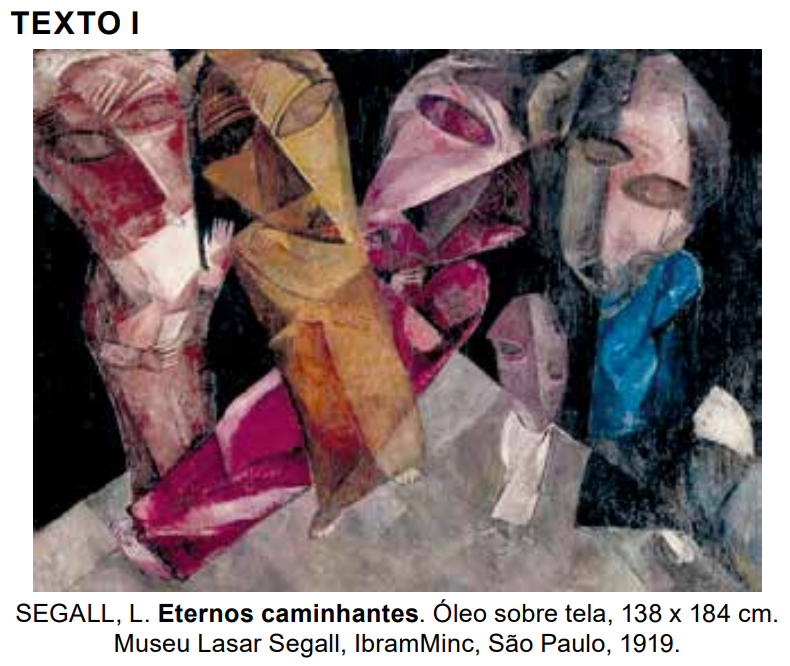 TEXTO I
SEGALL, L. Eternos caminhantes. Óleo sobre tela, 138 x 184 cm.
Museu Lasar Segall, IbramMinc, São Paulo, 1919.